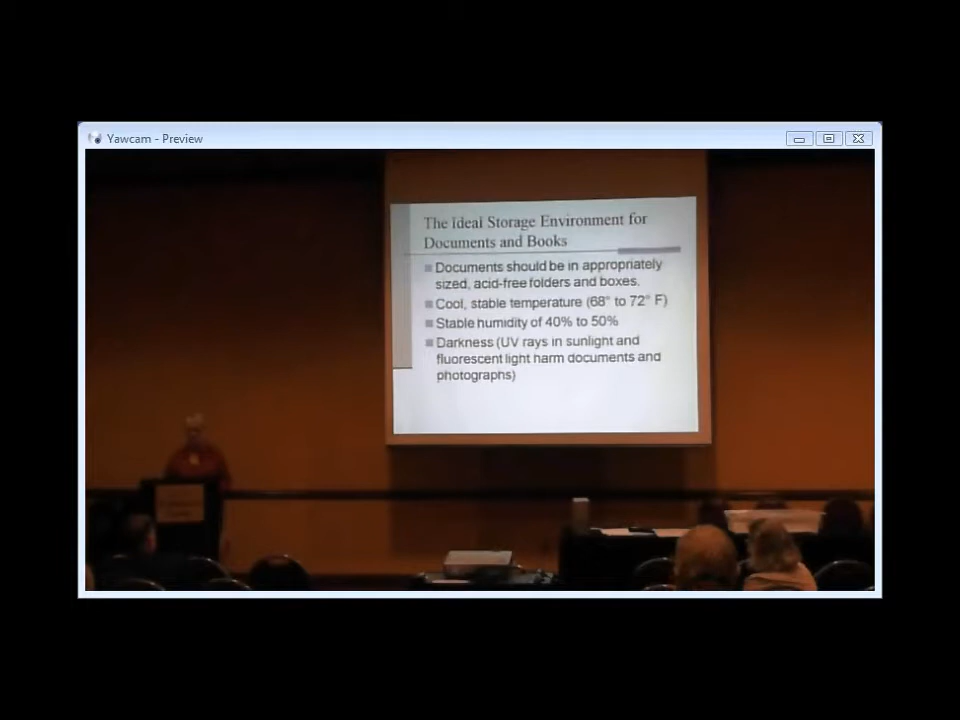 Yawcam - Preview
The Ideal Storage Environment for
Documents and Books
Documents should be in appropriately
sized, acid-free folders and boxes.
Cool, stable temperature (68° to 72° F)
Stable humidity of 40% to 50%
Darkness (UV rays in sunlight and
fluorescent light harm documents and
photographs)